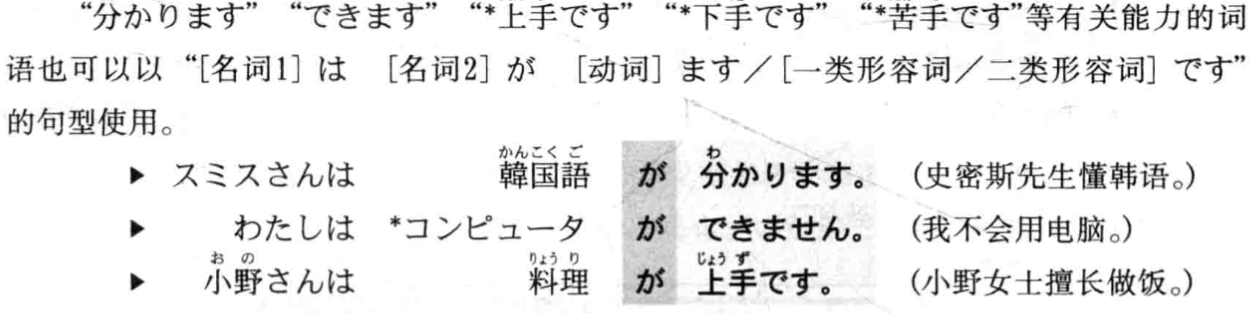 “分かります”“できます”“*上手です”“*下手です”“*苦手です”等有关能力的词
语也可以以“[名词1] は [名词2] が [动词] ます／[一类形容词／二类形容词] です”
的句型使用。
かんこく ご わ
▶ スミスさんは 韓国語 が 分かります。 (史密斯先生懂韩语。)
▶ わたしは *コンピュータ が できません。 (我不会用电脑。)
お の りょう り じょう ず
▶ 小野さんは 料理 が 上手です。 (小野女士擅长做饭。)